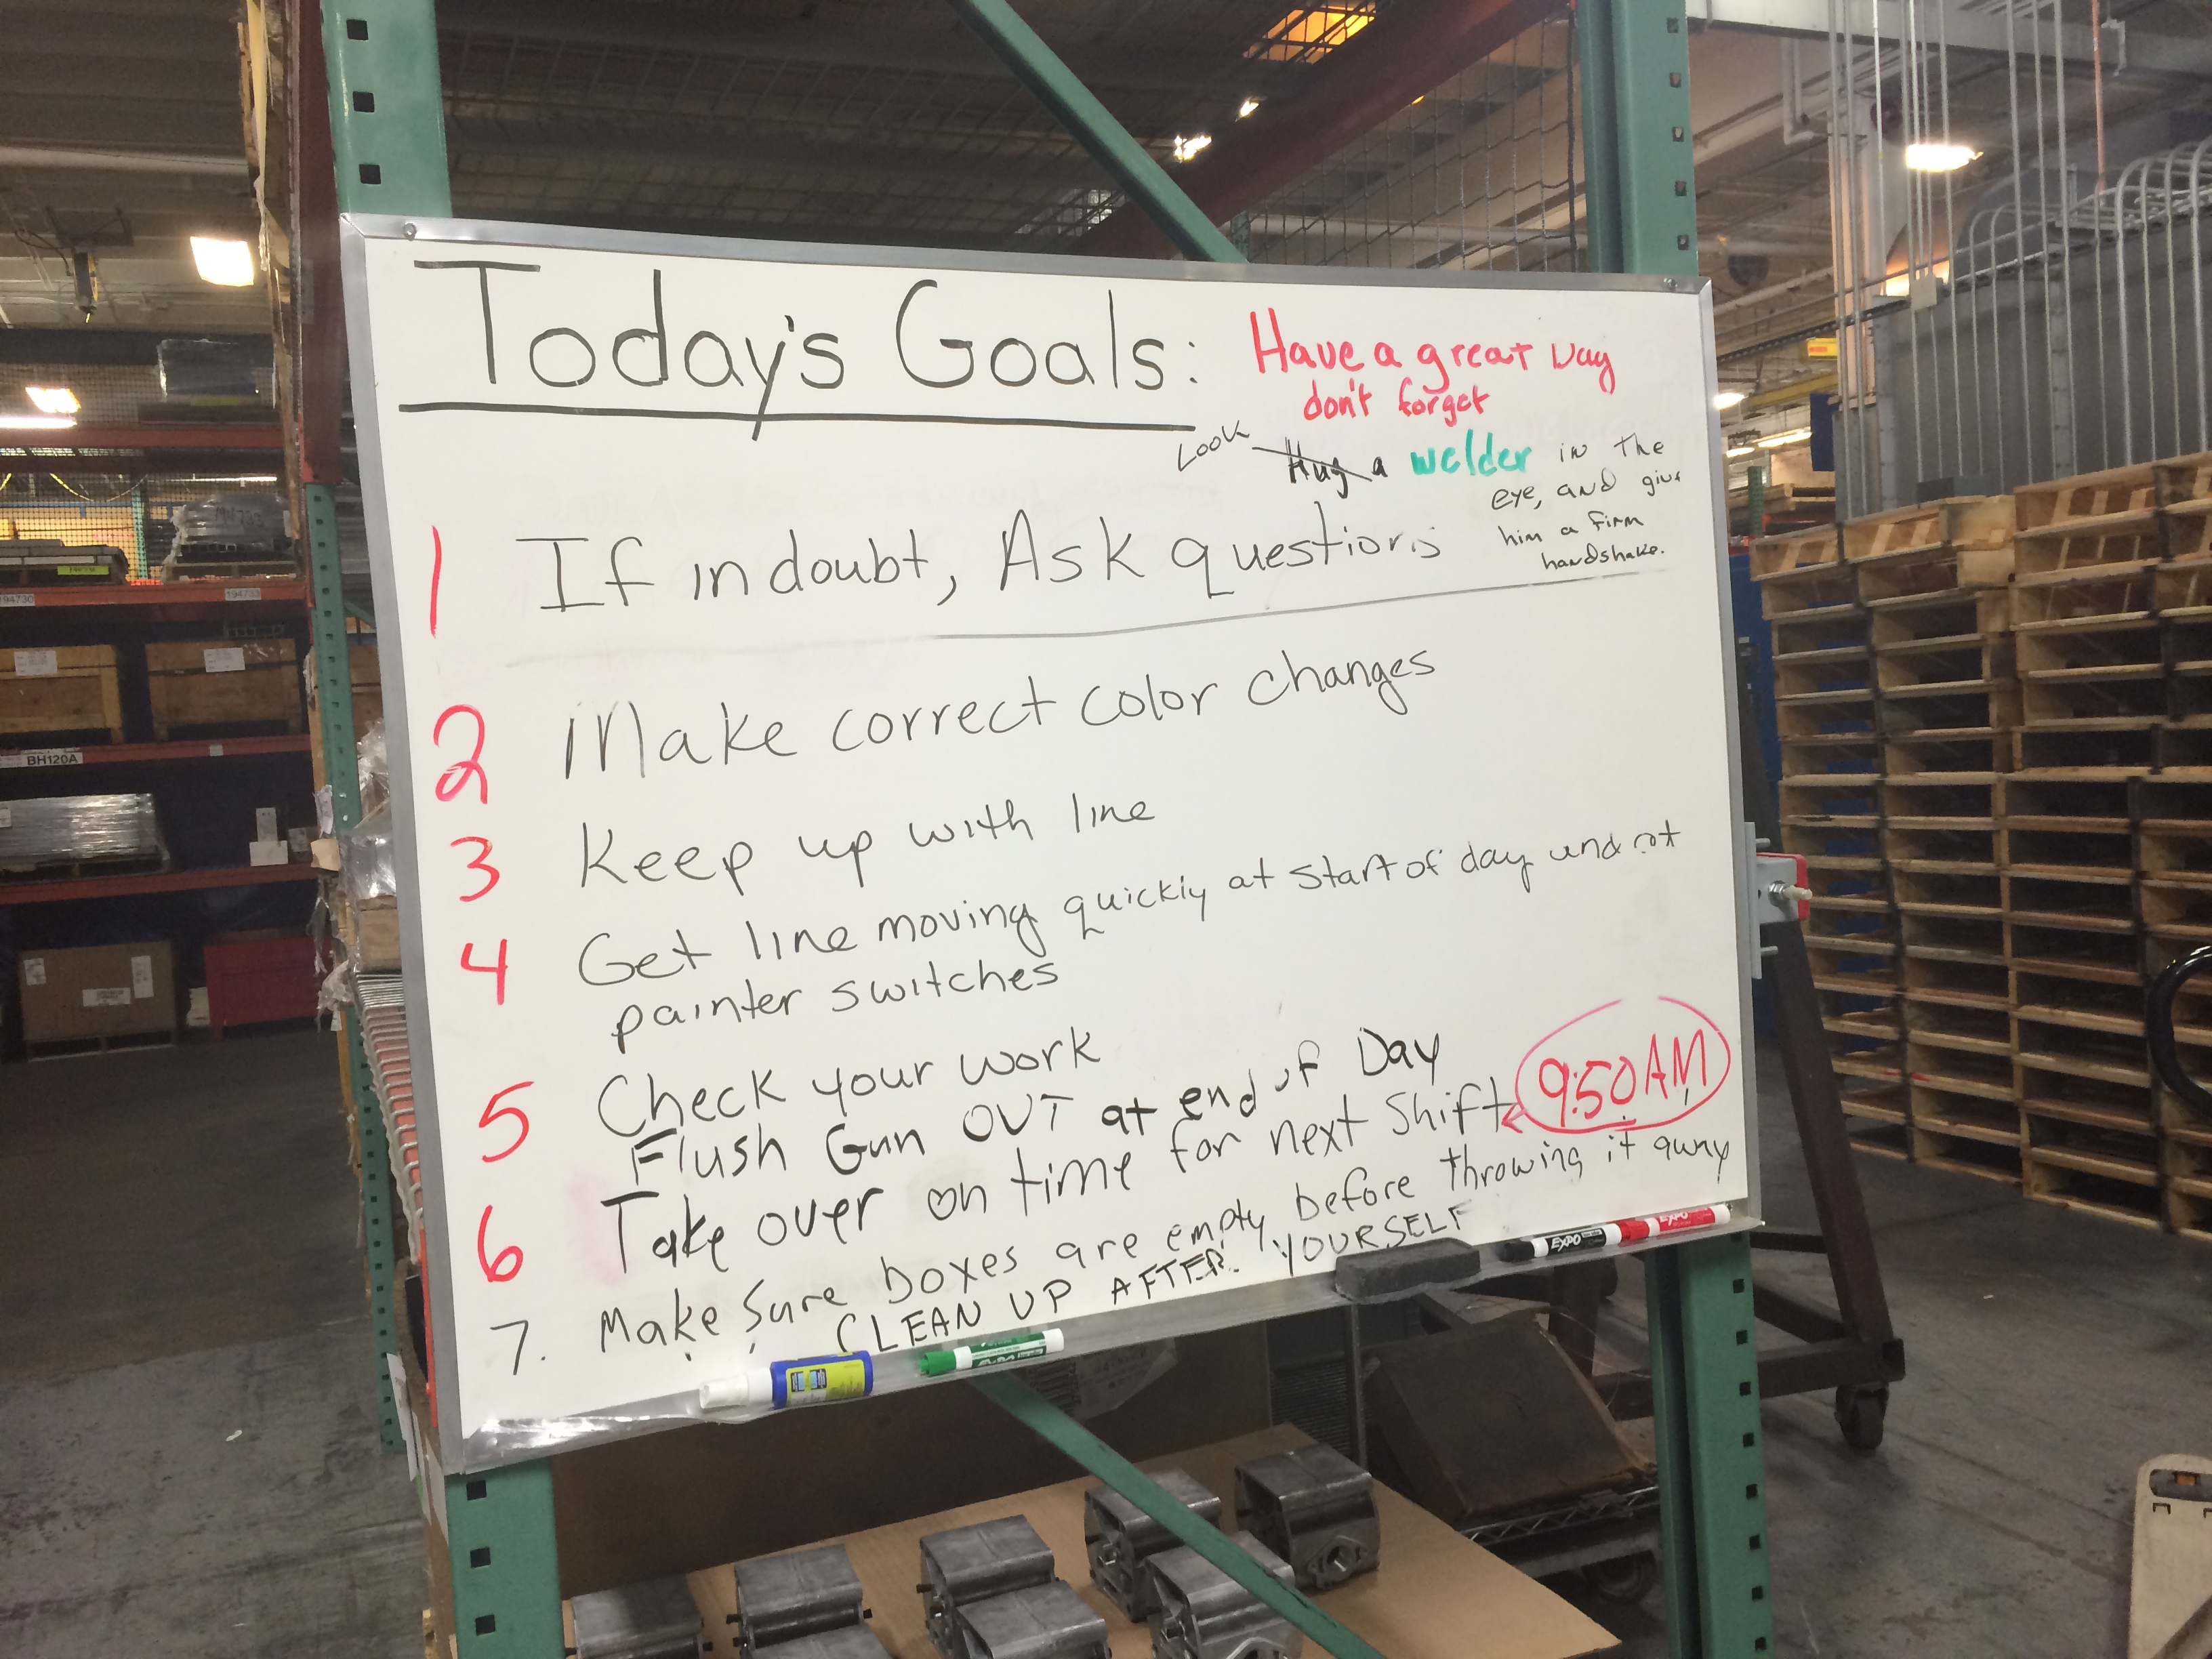 Today's Goals:
Have a great Day
don't forget
Look Hug a welder in the
eye, and give
him a firm
handshake.
1 If in doubt, Ask questions
2 Make correct color changes
3 Keep up with line
4 Get line moving quickly at start of day and at
painter switches
5 Check your work
Flush Gun OUT at end of Day
6 Take over on time for next Shift 9:50AM
7. Make Sure boxes are empty before throwing it away
CLEAN UP AFTER YOURSELF
EXPO
EXPO
EXPO
194730
194733
BH120A